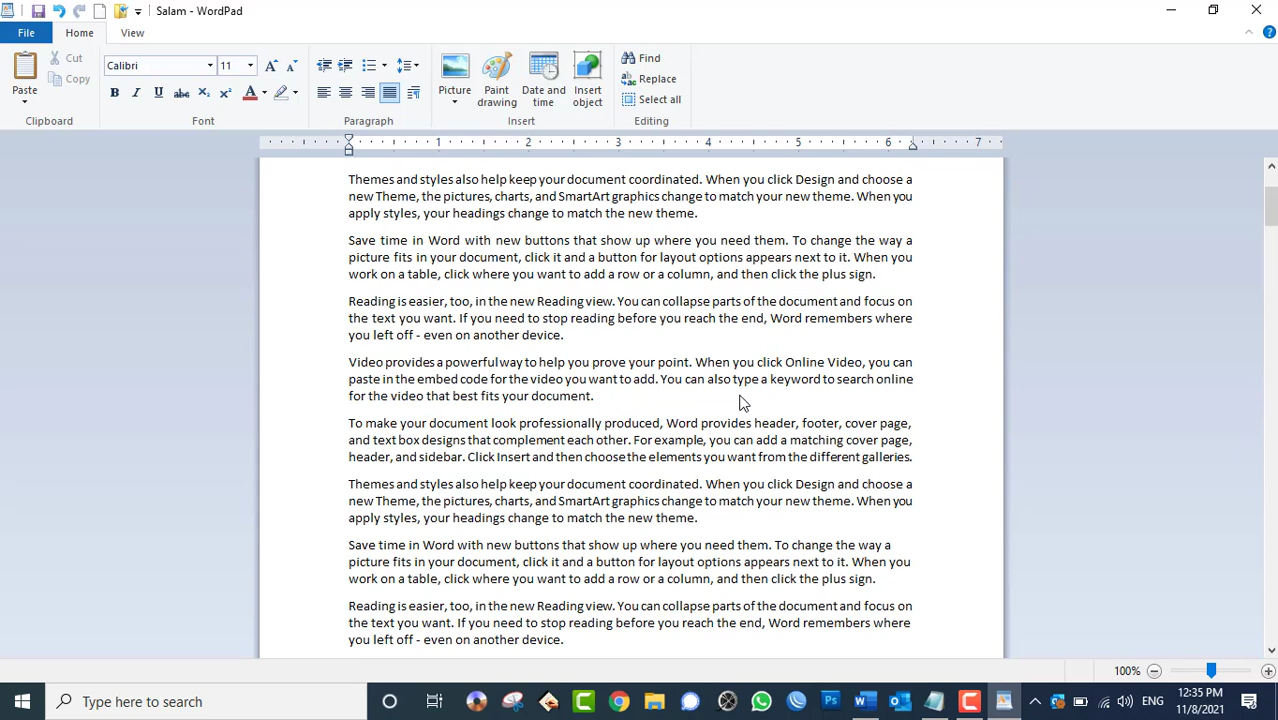 Salam - WordPad
File Home View
Paste
Cut
Copy
Clipboard
Calibri 11
B I U abc X₂ X²
A
Font
Paragraph
Picture
Paint drawing
Date and time
Insert object
Insert
Find
Replace
Select all
Editing
1 2 3 4 5 6 7
Themes and styles also help keep your document coordinated. When you click Design and choose a
new Theme, the pictures, charts, and SmartArt graphics change to match your new theme. When you
apply styles, your headings change to match the new theme.
Save time in Word with new buttons that show up where you need them. To change the way a
picture fits in your document, click it and a button for layout options appears next to it. When you
work on a table, click where you want to add a row or a column, and then click the plus sign.
Reading is easier, too, in the new Reading view. You can collapse parts of the document and focus on
the text you want. If you need to stop reading before you reach the end, Word remembers where
you left off - even on another device.
Video provides a powerful way to help you prove your point. When you click Online Video, you can
paste in the embed code for the video you want to add. You can also type a keyword to search online
for the video that best fits your document.
To make your document look professionally produced, Word provides header, footer, cover page,
and text box designs that complement each other. For example, you can add a matching cover page,
header, and sidebar. Click Insert and then choose the elements you want from the different galleries.
Themes and styles also help keep your document coordinated. When you click Design and choose a
new Theme, the pictures, charts, and SmartArt graphics change to match your new theme. When you
apply styles, your headings change to match the new theme.
Save time in Word with new buttons that show up where you need them. To change the way a
picture fits in your document, click it and a button for layout options appears next to it. When you
work on a table, click where you want to add a row or a column, and then click the plus sign.
Reading is easier, too, in the new Reading view. You can collapse parts of the document and focus on
the text you want. If you need to stop reading before you reach the end, Word remembers where
you left off - even on another device.
100%
Type here to search
ENG
12:35 PM
11/8/2021